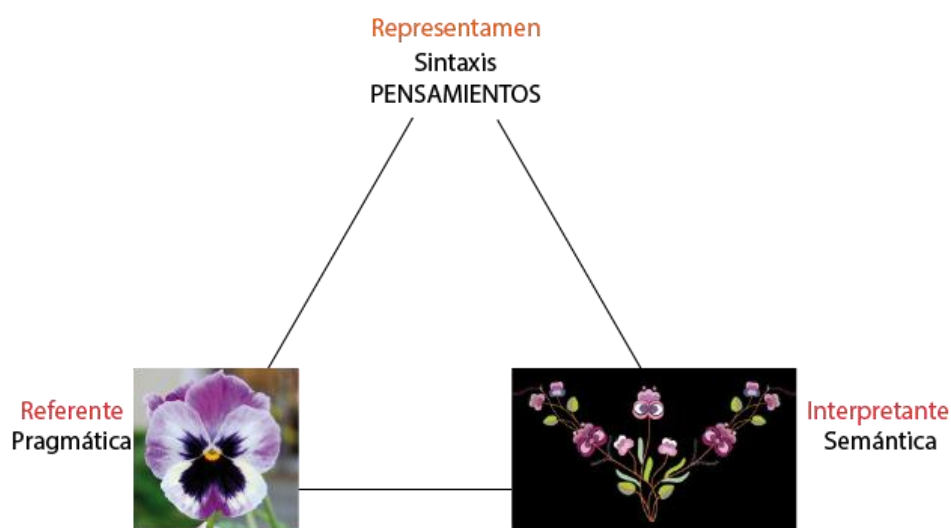 Representamen
Sintaxis
PENSAMIENTOS
Referente
Pragmática
Interpretante
Semántica